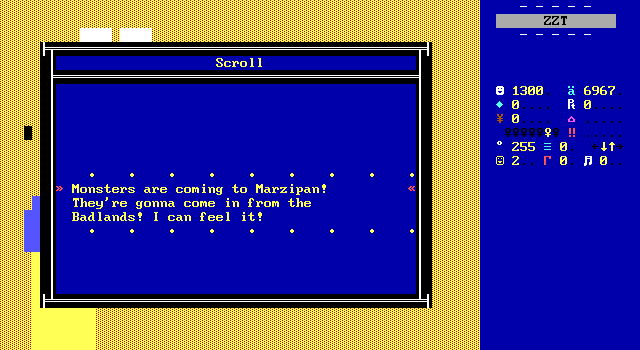 ZZT
Scroll
1300 6967
0 0
0
255 0
2 0 0
» Monsters are coming to Marzipan! «
They're gonna come in from the
Badlands! I can feel it!